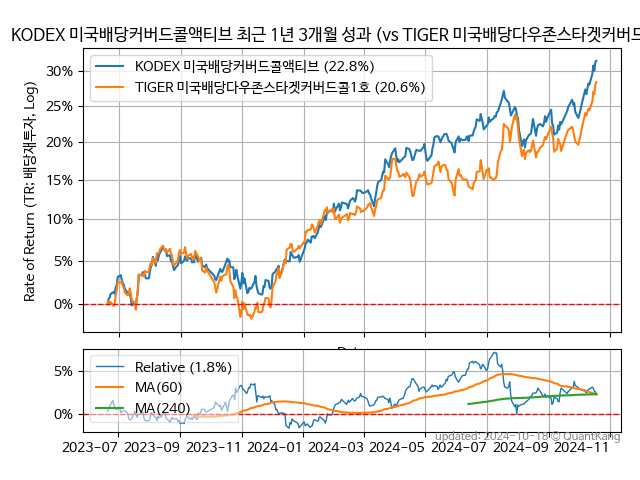 KODEX 미국배당커버드콜액티브 최근 1년 3개월 성과 (vs TIGER 미국배당다우존스타겟커버드
Rate of Return (TR: 배당재투자, Log)
30%
25%
20%
15%
10%
5%
0%
KODEX 미국배당커버드콜액티브 (22.8%)
TIGER 미국배당다우존스타겟커버드콜1호 (20.6%)
5%
0%
Relative (1.8%)
MA(60)
MA(240)
2023-07 2023-09 2023-11 2024-01 2024-03 2024-05 2024-07 2024-09 2024-11
updated: 2024-10-18 © QuantKang